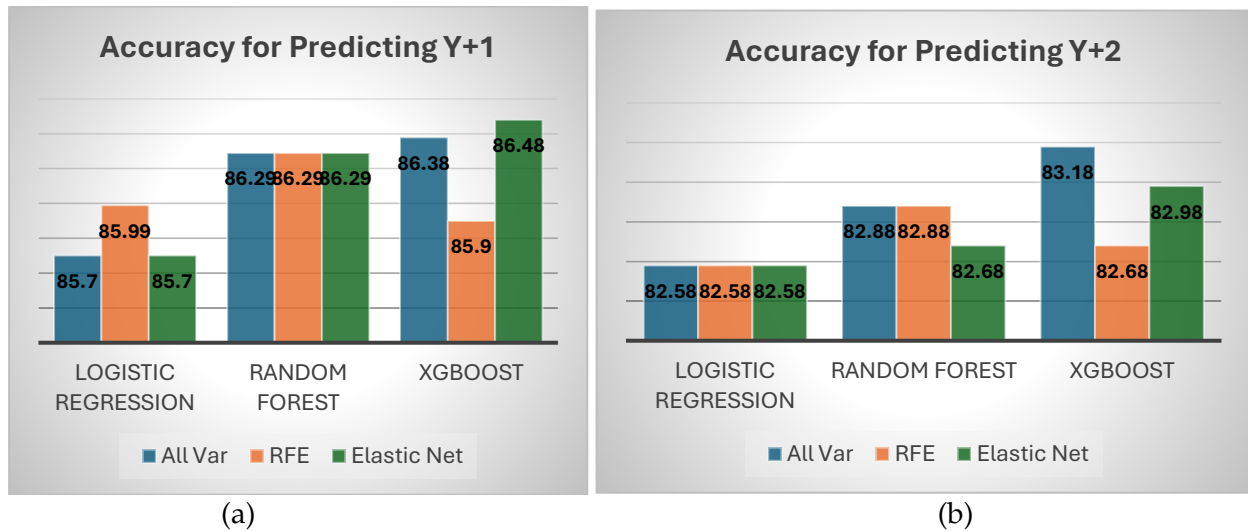 Accuracy for Predicting Y+1
85.7
85.99
85.7
86.29
86.29
86.29
86.38
85.9
86.48
LOGISTIC
REGRESSION
RANDOM
FOREST
XGBOOST
All Var
RFE
Elastic Net
(a)
Accuracy for Predicting Y+2
82.58
82.58
82.58
82.88
82.88
82.68
83.18
82.68
82.98
LOGISTIC
REGRESSION
RANDOM FOREST
XGBOOST
All Var
RFE
Elastic Net
(b)